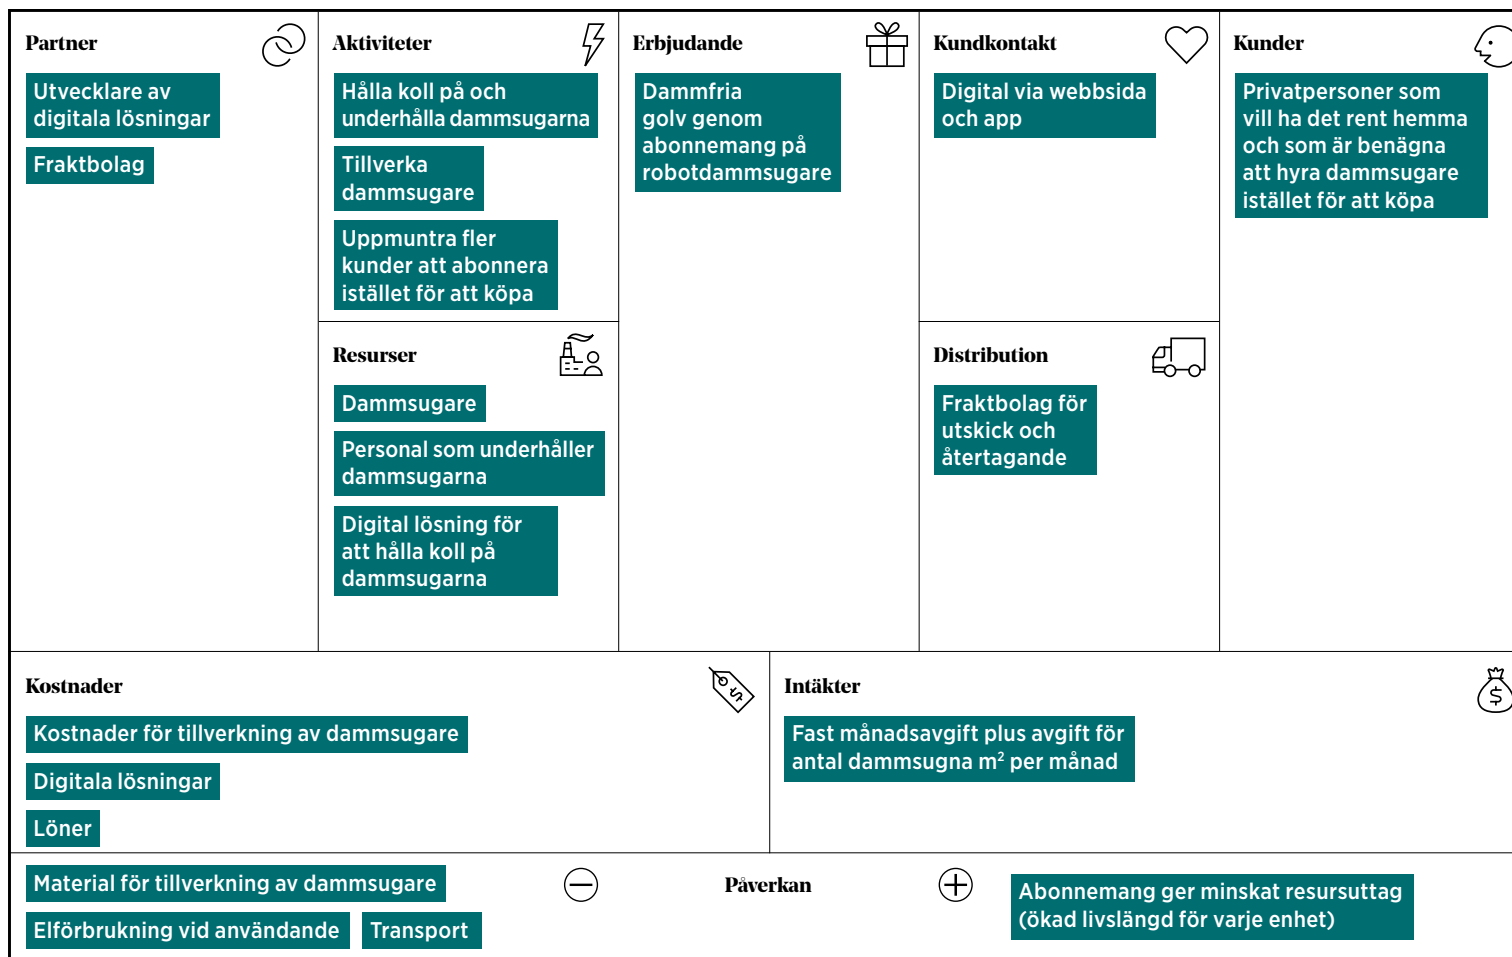 Partner
Utvecklare av
digitala lösningar
Fraktbolag
Aktiviteter
Hålla koll på och
underhålla dammsugarna
Tillverka
dammsugare
Uppmuntra fler
kunder att abonnera
istället för att köpa
Resurser
Dammsugare
Personal som underhåller
dammsugarna
Digital lösning för
att hålla koll på
dammsugarna
Erbjudande
Dammfria
golv genom
abonnemang på
robotdammsugare
Kundkontakt
Digital via webbsida
och app
Distribution
Fraktbolag för
utskick och
återtagande
Kunder
Privatpersoner som
vill ha det rent hemma
och som är benägna
att hyra dammsugare
istället för att köpa
Kostnader
$
Kostnader för tillverkning av dammsugare
Digitala lösningar
Löner
Intäkter
$
Fast månadsavgift plus avgift för
antal dammsugna m² per månad
Material för tillverkning av dammsugare
Elförbrukning vid användande
Transport
Påverkan
Abonnemang ger minskat resursuttag
(ökad livslängd för varje enhet)